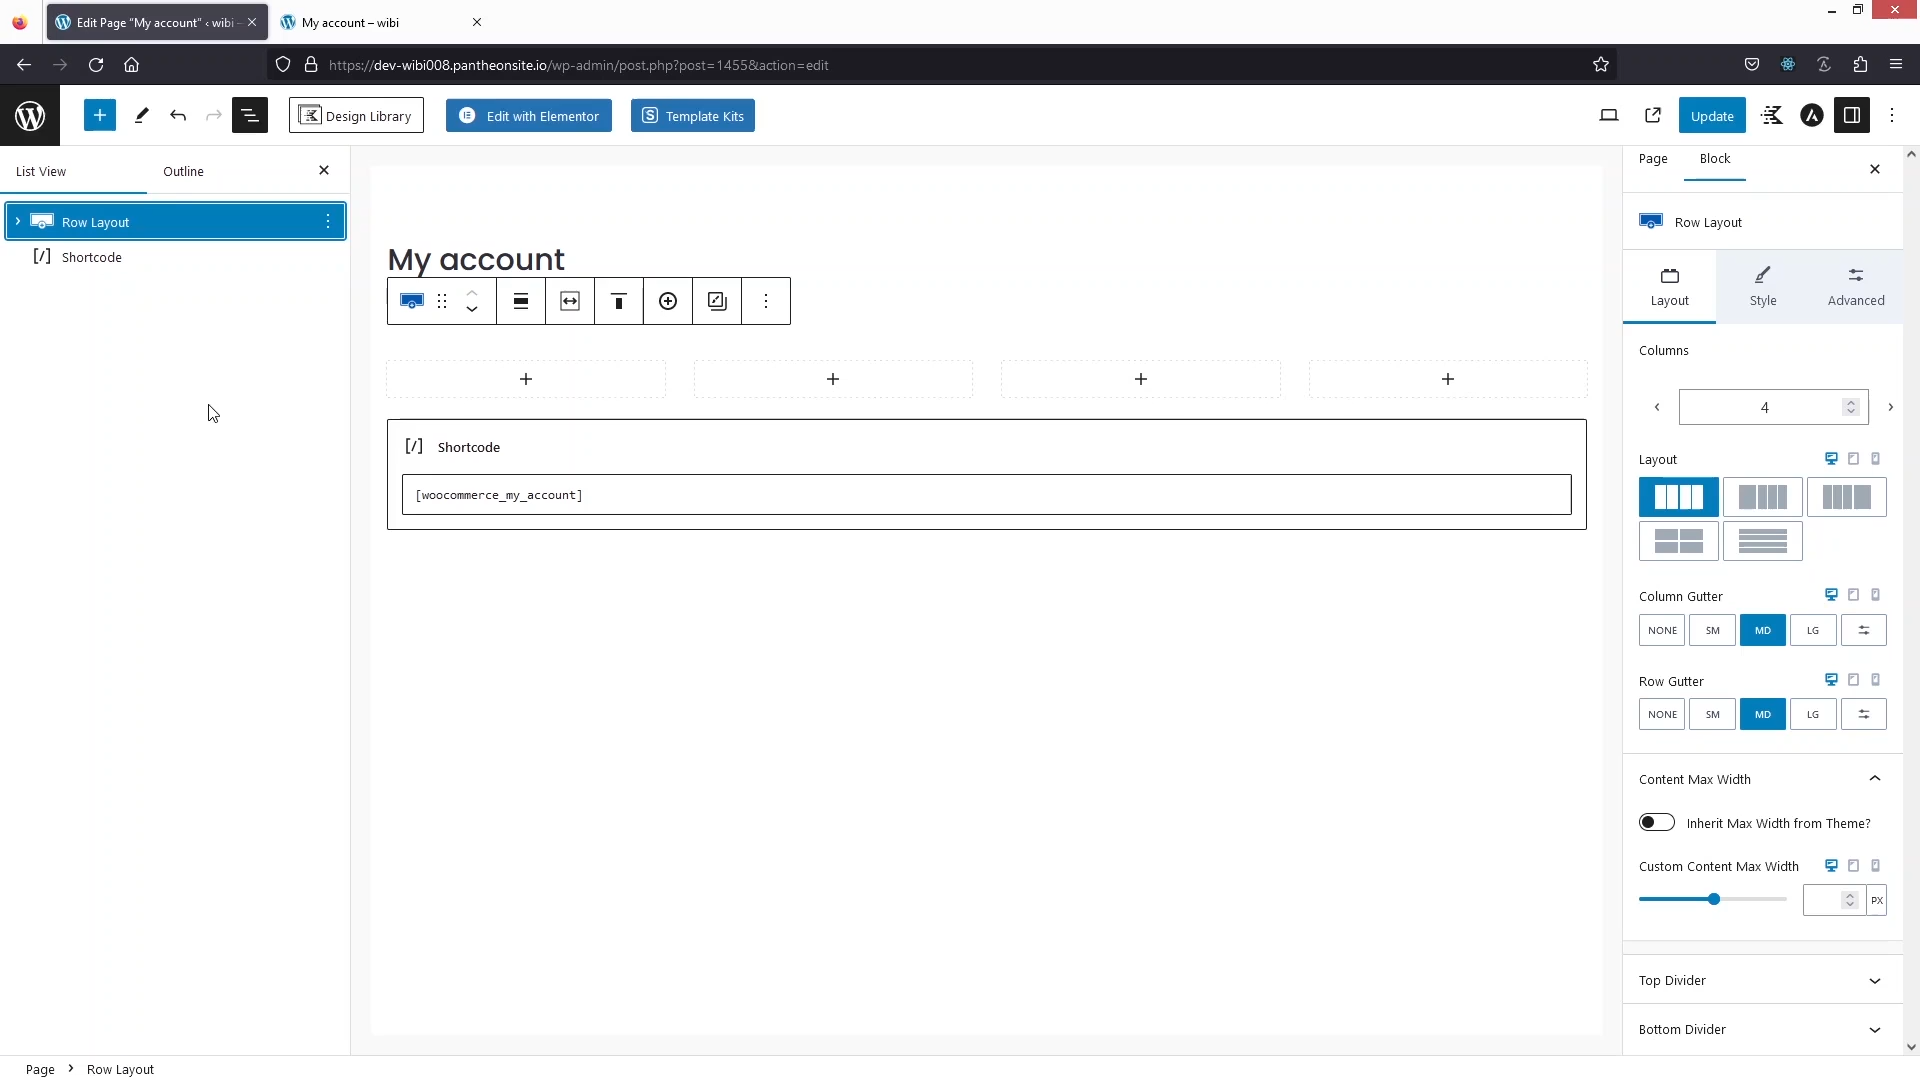 Edit Page “My account” ‹ wibi –
My account – wibi
https://dev-wibi008.pantheonsite.io/wp-admin/post.php?post=1455&action=edit
Design Library
Edit with Elementor
Template Kits
Update
List View
Outline
Row Layout
Shortcode
My account
Shortcode
[woocommerce_my_account]
Page
Block
Row Layout
Layout
Style
Advanced
Columns
4
Layout
Column Gutter
NONE
SM
MD
LG
Row Gutter
NONE
SM
MD
LG
Content Max Width
Inherit Max Width from Theme?
Custom Content Max Width
PX
Top Divider
Bottom Divider
Page › Row Layout